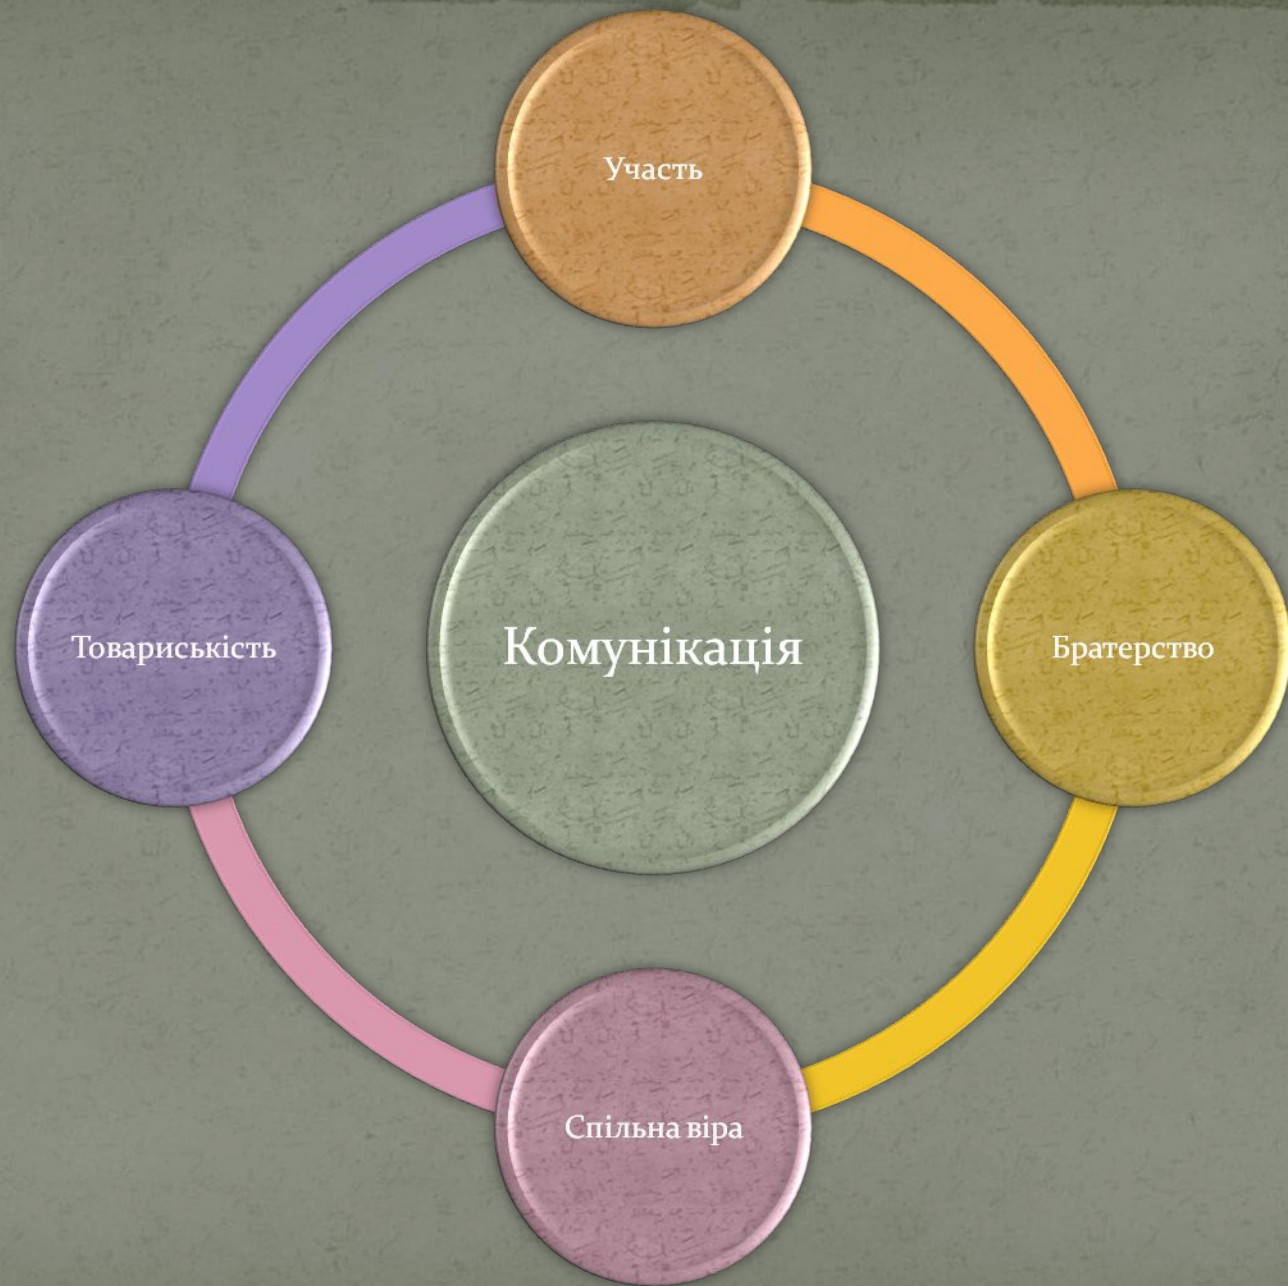 Участь
Товариськість
Комунікація
Братерство
Спільна віра